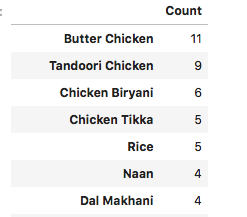 Count
Butter Chicken 11
Tandoori Chicken 9
Chicken Biryani 6
Chicken Tikka 5
Rice 5
Naan 4
Dal Makhani 4